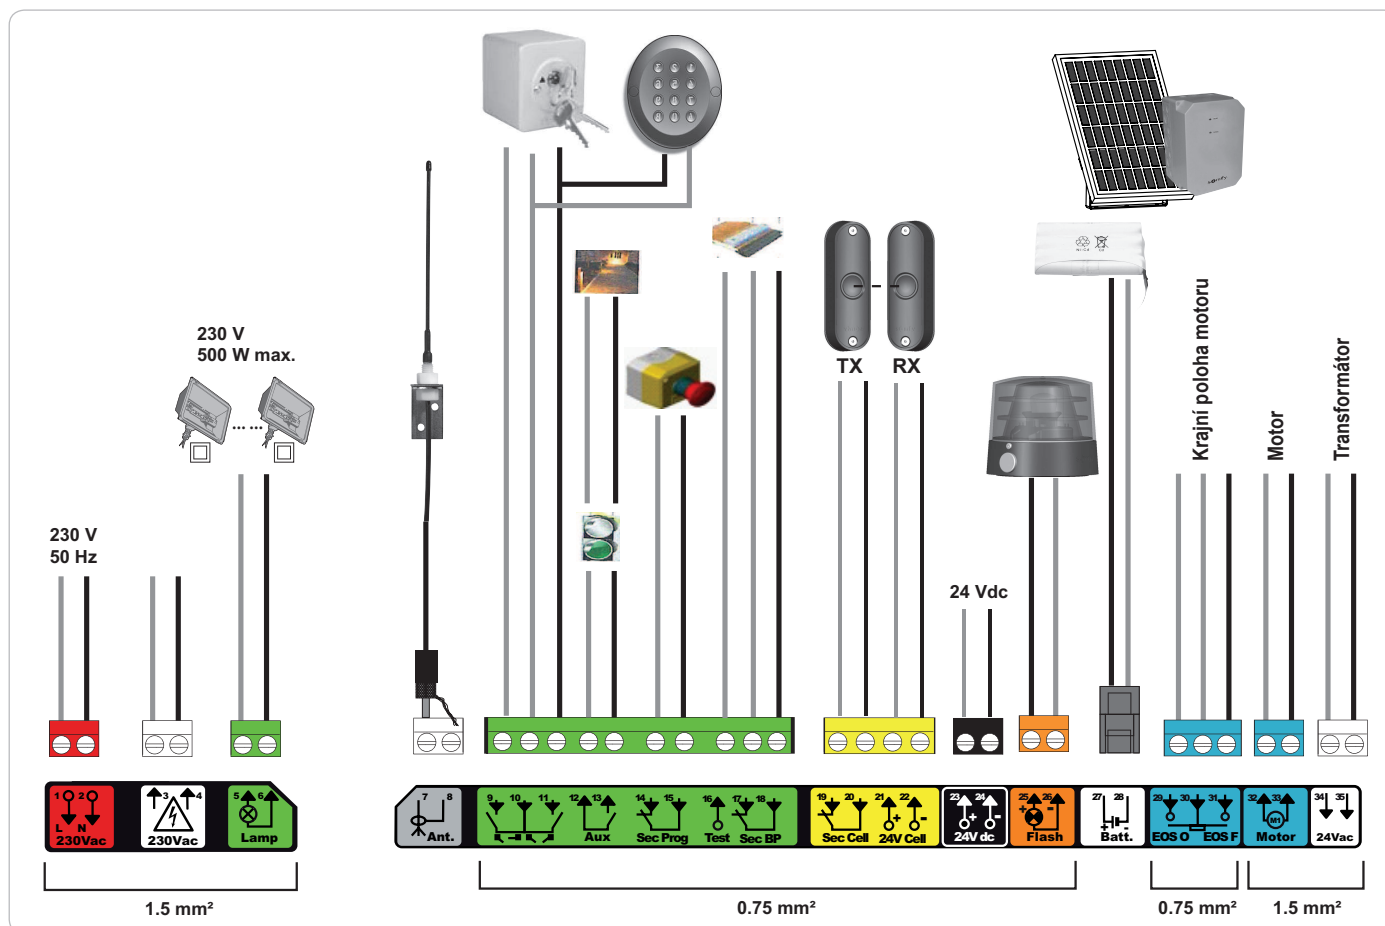 230 V
500 W max.
230 V
50 Hz
TX
RX
24 Vdc
Krajní poloha motoru
Motor
Transformátor
1 2
L N
230Vac
3 4
230Vac
5 6
Lamp
7 8
Ant.
9 10 11
12 13
Aux
14 15
Sec Prog
16
Test
17 18
Sec BP
19 20
Sec Cell
21 22
+ -
24V Cell
23 24
+ -
24V dc
25 26
+ -
Flash
27 28
+ -
Batt.
29 30 31
EOS O EOS F
32 33
M1
Motor
34 35
24Vac
1.5 mm²
0.75 mm²
0.75 mm²
1.5 mm²